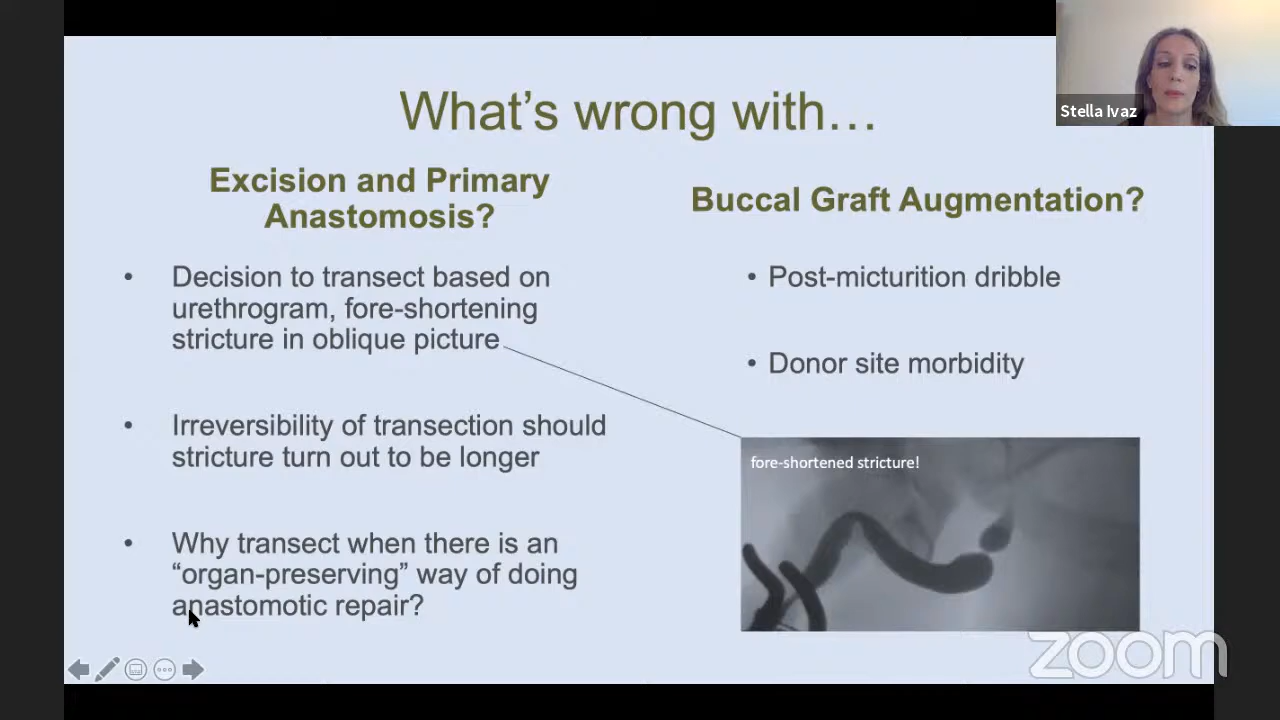 What’s wrong with…
Stella Ivaz
Excision and Primary
Anastomosis?
• Decision to transect based on
urethrogram, fore-shortening
stricture in oblique picture
• Irreversibility of transection should
stricture turn out to be longer
• Why transect when there is an
“organ-preserving” way of doing
anastomotic repair?
Buccal Graft Augmentation?
• Post-micturition dribble
• Donor site morbidity
fore-shortened stricture!
zoom